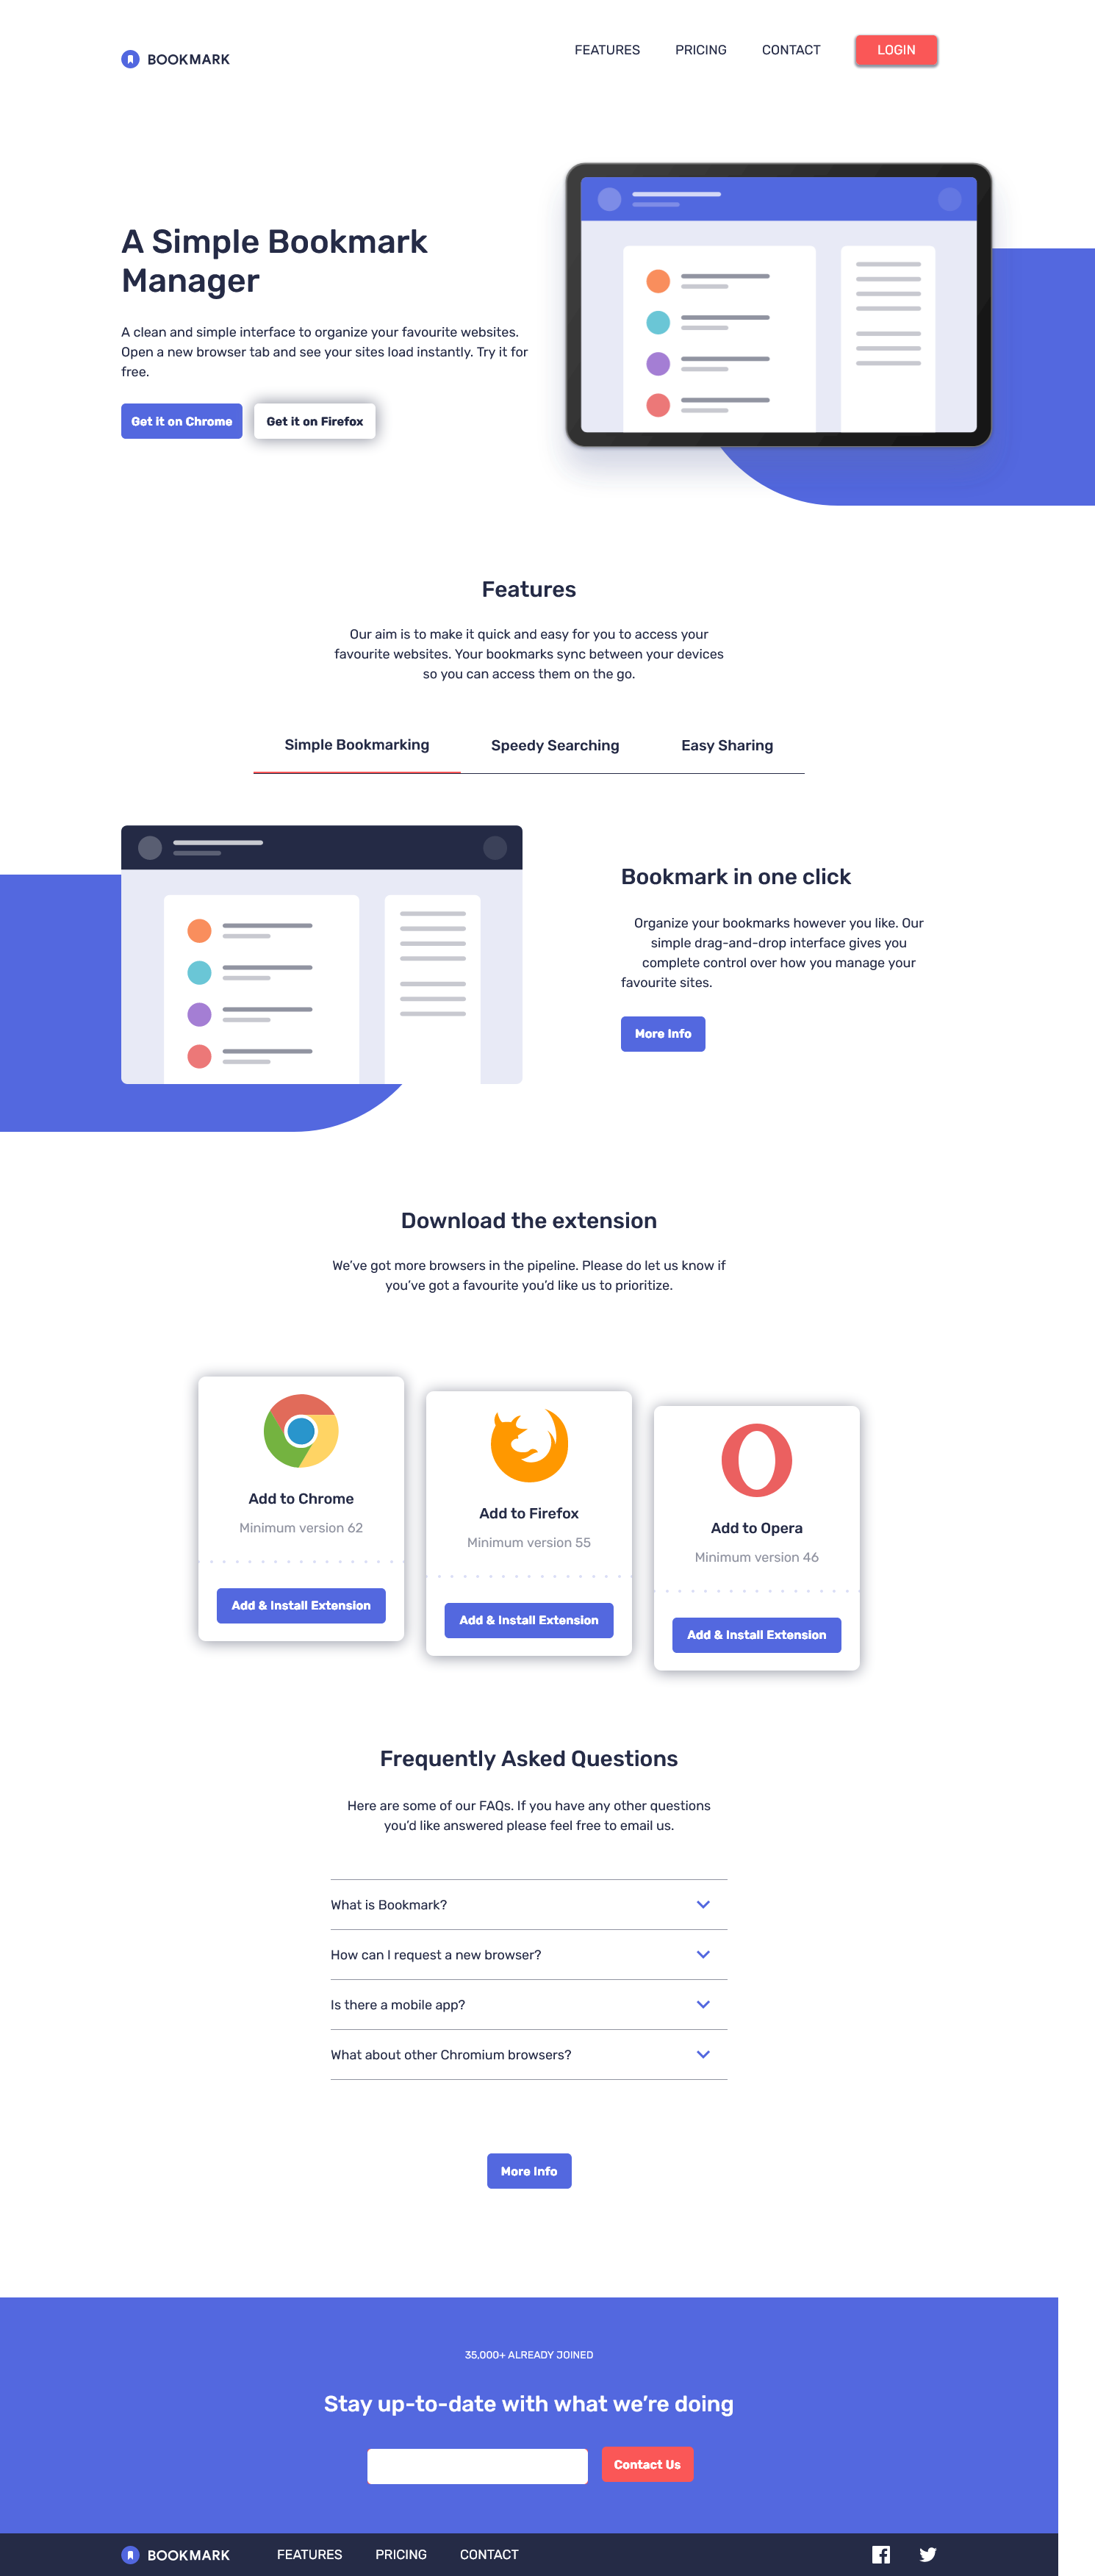 BOOKMARK
FEATURES PRICING CONTACT LOGIN
A Simple Bookmark
Manager
A clean and simple interface to organize your favourite websites.
Open a new browser tab and see your sites load instantly. Try it for
free.
Get it on Chrome Get it on Firefox
Features
Our aim is to make it quick and easy for you to access your
favourite websites. Your bookmarks sync between your devices
so you can access them on the go.
Simple Bookmarking Speedy Searching Easy Sharing
Bookmark in one click
Organize your bookmarks however you like. Our
simple drag-and-drop interface gives you
complete control over how you manage your
favourite sites.
More Info
Download the extension
We’ve got more browsers in the pipeline. Please do let us know if
you’ve got a favourite you’d like us to prioritize.
Add to Chrome
Minimum version 62
Add & Install Extension
Add to Firefox
Minimum version 55
Add & Install Extension
Add to Opera
Minimum version 46
Add & Install Extension
Frequently Asked Questions
Here are some of our FAQs. If you have any other questions
you’d like answered please feel free to email us.
What is Bookmark?
How can I request a new browser?
Is there a mobile app?
What about other Chromium browsers?
More Info
35,000+ ALREADY JOINED
Stay up-to-date with what we’re doing
Contact Us
BOOKMARK FEATURES PRICING CONTACT